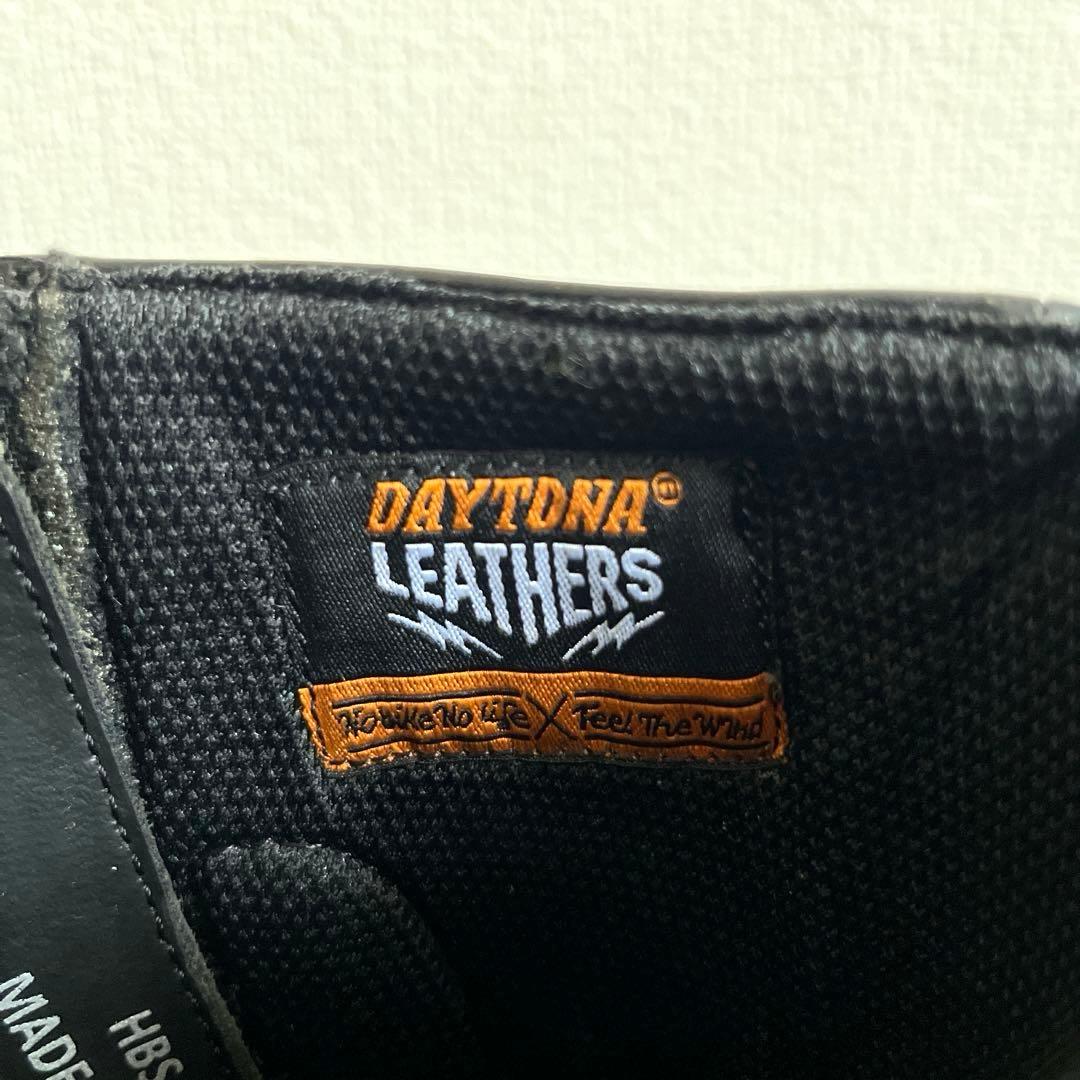 DAYTONA®
LEATHERS
No bike No life X Feel The Wind
HBS
MADE